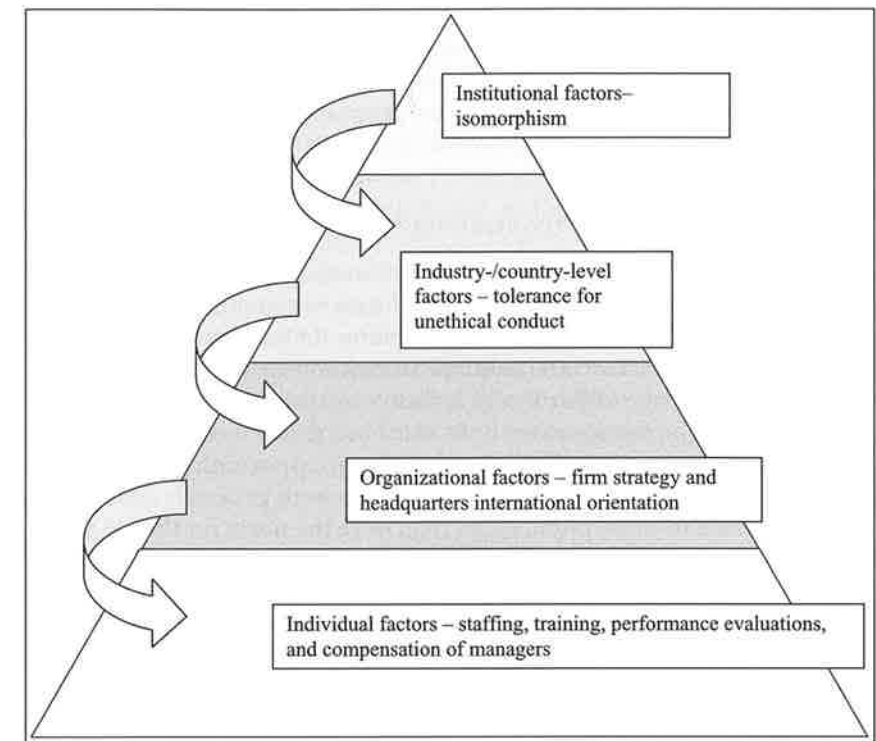 Institutional factors–
isomorphism
Industry-/country-level
factors – tolerance for
unethical conduct
Organizational factors – firm strategy and
headquarters international orientation
Individual factors – staffing, training, performance evaluations,
and compensation of managers